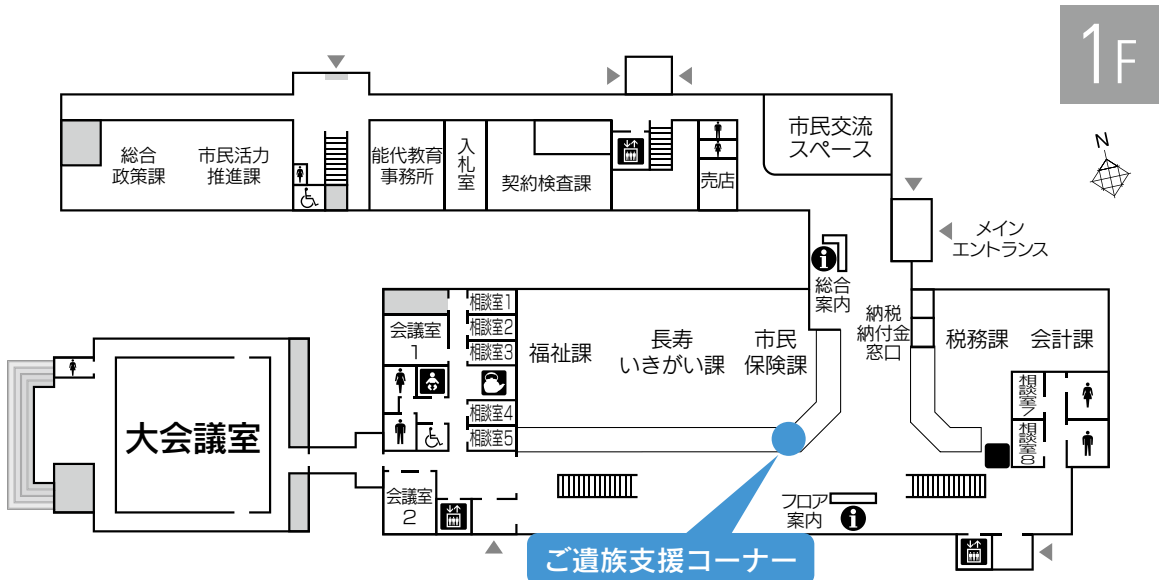 1F
N
総合
政策課
市民活力
推進課
能代教育
事務所
入札室
契約検査課
売店
市民交流
スペース
メイン
エントランス
総合
案内
納税
納付金
窓口
税務課
会計課
相談室1
相談室2
相談室3
相談室4
相談室5
会議室
1
福祉課
長寿
いきがい課
市民
保険課
相談室7
相談室8
大会議室
会議室
2
フロア
案内
ご遺族支援コーナー